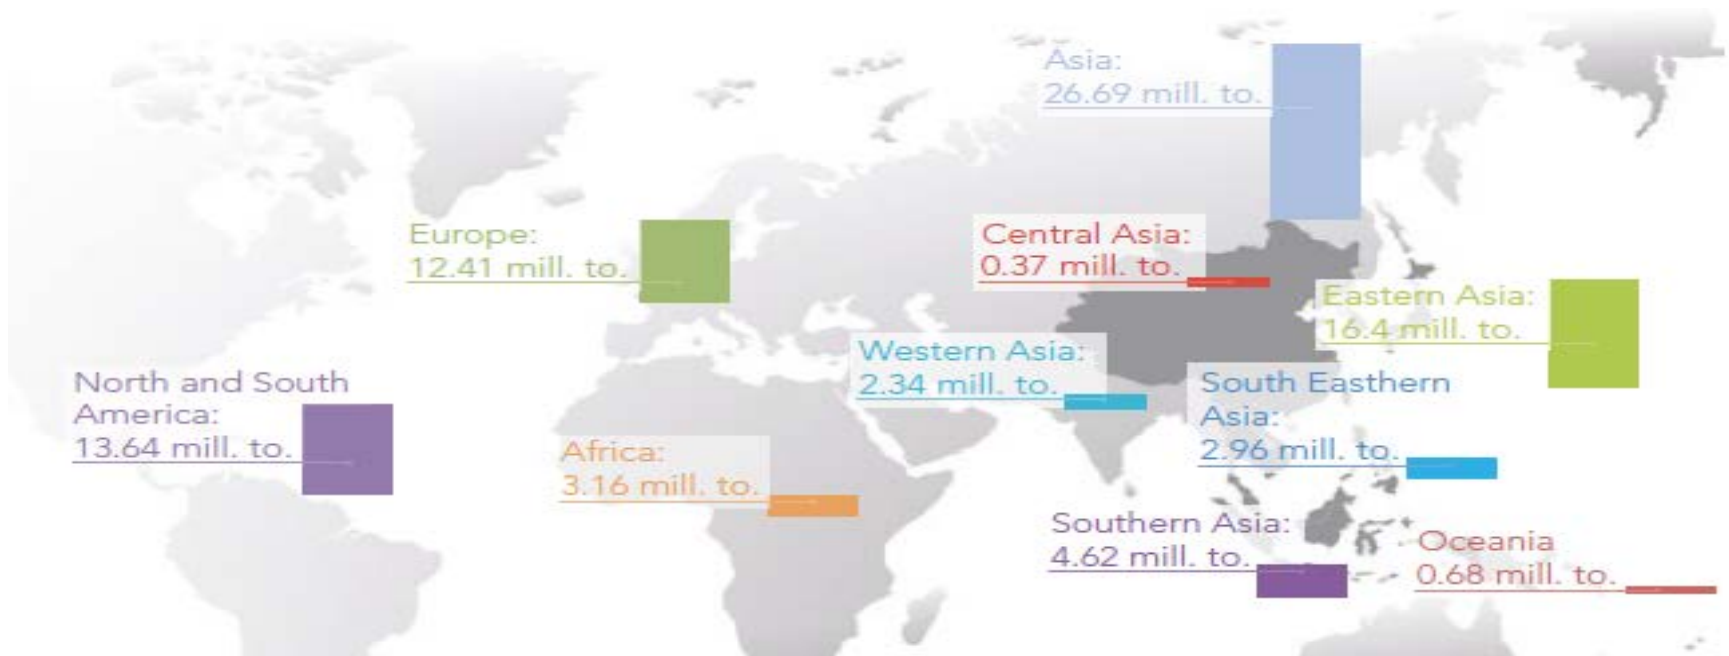 Asia:
26.69 mill. to.
Europe:
12.41 mill. to.
Central Asia:
0.37 mill. to.
Eastern Asia:
16.4 mill. to.
Western Asia:
2.34 mill. to.
North and South
America:
13.64 mill. to.
South Easthern
Asia:
2.96 mill. to.
Africa:
3.16 mill. to.
Southern Asia:
4.62 mill. to.
Oceania
0.68 mill. to.